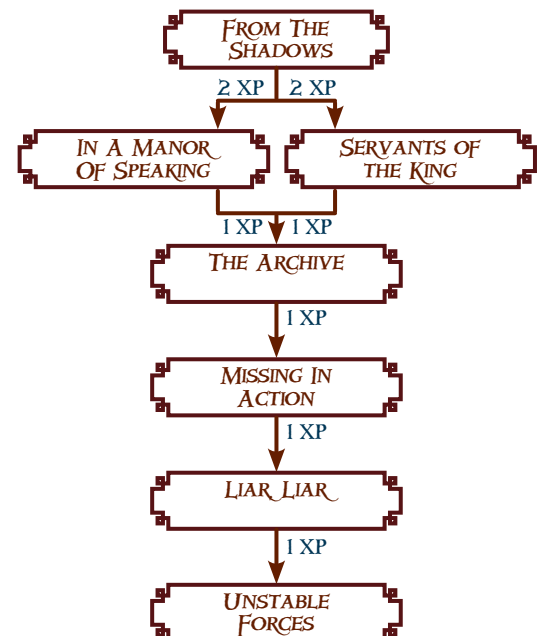 From The
Shadows
2 XP 2 XP
In A Manor
Of Speaking
Servants of
the King
1 XP 1 XP
The Archive
1 XP
Missing In
Action
1 XP
Liar Liar
1 XP
Unstable
Forces